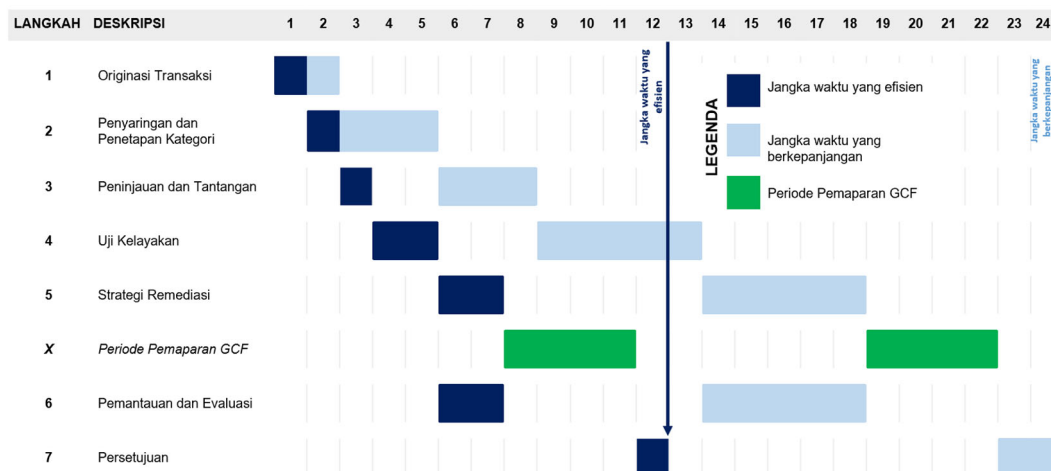 LANGKAH DESKRIPSI 1 2 3 4 5 6 7 8 9 10 11 12 13 14 15 16 17 18 19 20 21 22 23 24
1 Originasi Transaksi
2 Penyaringan dan
Penetapan Kategori
3 Peninjauan dan Tantangan
4 Uji Kelayakan
5 Strategi Remediasi
X Periode Pemaparan GCF
6 Pemantauan dan Evaluasi
7 Persetujuan
Jangka waktu yang
efisien
LEGENDA
Jangka waktu yang efisien
Jangka waktu yang
berkepanjangan
Periode Pemaparan GCF
Jangka waktu yang
berkepanjangan